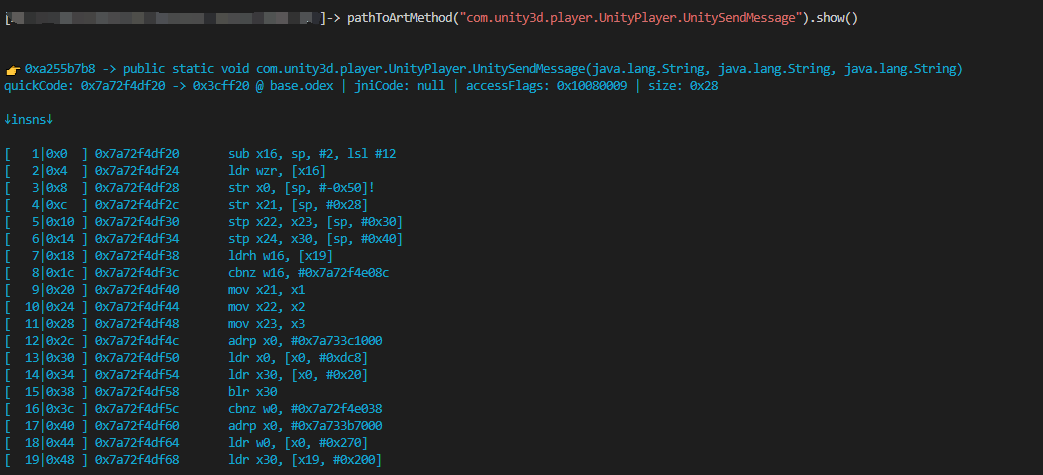 [ ]-> pathToArtMethod("com.unity3d.player.UnityPlayer.UnitySendMessage").show()
👉 0xa255b7b8 -> public static void com.unity3d.player.UnityPlayer.UnitySendMessage(java.lang.String, java.lang.String, java.lang.String)
quickCode: 0x7a72f4df20 -> 0x3cff20 @ base.odex | jniCode: null | accessFlags: 0x10080009 | size: 0x28
↓insns↓
[   1|0x0  ] 0x7a72f4df20      sub x16, sp, #2, lsl #12
[   2|0x4  ] 0x7a72f4df24      ldr wzr, [x16]
[   3|0x8  ] 0x7a72f4df28      str x0, [sp, #-0x50]!
[   4|0xc  ] 0x7a72f4df2c      str x21, [sp, #0x28]
[   5|0x10 ] 0x7a72f4df30      stp x22, x23, [sp, #0x30]
[   6|0x14 ] 0x7a72f4df34      stp x24, x30, [sp, #0x40]
[   7|0x18 ] 0x7a72f4df38      ldrh w16, [x19]
[   8|0x1c ] 0x7a72f4df3c      cbnz w16, #0x7a72f4e08c
[   9|0x20 ] 0x7a72f4df40      mov x21, x1
[  10|0x24 ] 0x7a72f4df44      mov x22, x2
[  11|0x28 ] 0x7a72f4df48      mov x23, x3
[  12|0x2c ] 0x7a72f4df4c      adrp x0, #0x7a733c1000
[  13|0x30 ] 0x7a72f4df50      ldr x0, [x0, #0xdc8]
[  14|0x34 ] 0x7a72f4df54      ldr x30, [x0, #0x20]
[  15|0x38 ] 0x7a72f4df58      blr x30
[  16|0x3c ] 0x7a72f4df5c      cbnz w0, #0x7a72f4e038
[  17|0x40 ] 0x7a72f4df60      adrp x0, #0x7a733b7000
[  18|0x44 ] 0x7a72f4df64      ldr w0, [x0, #0x270]
[  19|0x48 ] 0x7a72f4df68      ldr x30, [x19, #0x200]